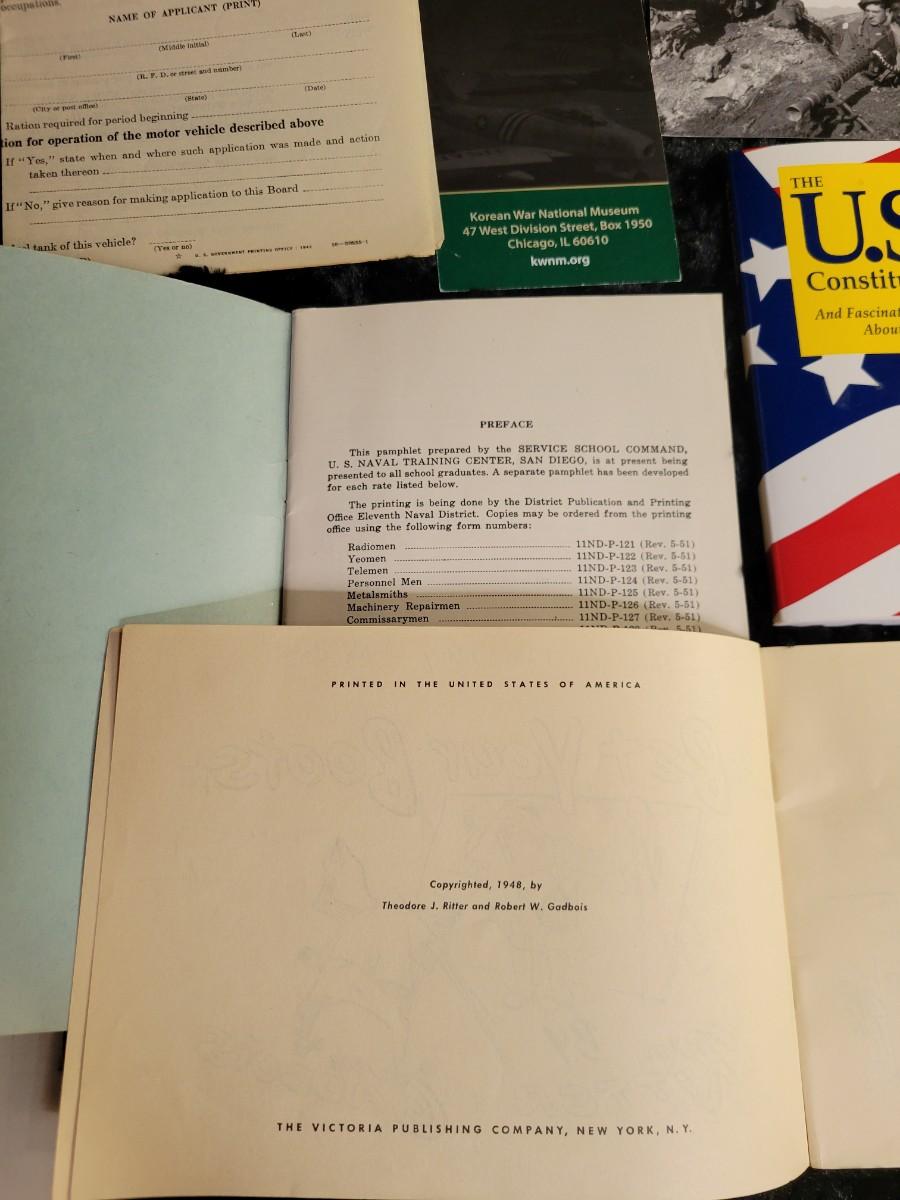 occupations.
NAME OF APPLICANT (PRINT)
(First) (Middle initial) (Last)
(R. F. D. or street and number)
(City or post office) (State) (Date)
Ration required for period beginning
tion for operation of the motor vehicle described above
If "Yes," state when and where such application was made and action
taken thereon
If "No," give reason for making application to this Board
tank of this vehicle?
(Yes or no)
☆ U. S. GOVERNMENT PRINTING OFFICE : 1942
Korean War National Museum
47 West Division Street, Box 1950
Chicago, IL 60610
kwnm.org
THE
U.S
Constitu
And Fascinat
Abou
PREFACE
This pamphlet prepared by the SERVICE SCHOOL COMMAND,
U. S. NAVAL TRAINING CENTER, SAN DIEGO, is at present being
presented to all school graduates. A separate pamphlet has been developed
for each rate listed below.
The printing is being done by the District Publication and Printing
Office Eleventh Naval District. Copies may be ordered from the printing
office using the following form numbers:
Radiomen 11ND-P-121 (Rev. 5-51)
Yeomen 11ND-P-122 (Rev. 5-51)
Telemen 11ND-P-123 (Rev. 5-51)
Personnel Men 11ND-P-124 (Rev. 5-51)
Metalsmiths 11ND-P-125 (Rev. 5-51)
Machinery Repairmen 11ND-P-126 (Rev. 5-51)
Commissarymen 11ND-P-127 (Rev. 5-51)
PRINTED IN THE UNITED STATES OF AMERICA
Copyrighted, 1948, by
Theodore J. Ritter and Robert W. Gadbois
THE VICTORIA PUBLISHING COMPANY, NEW YORK, N.Y.